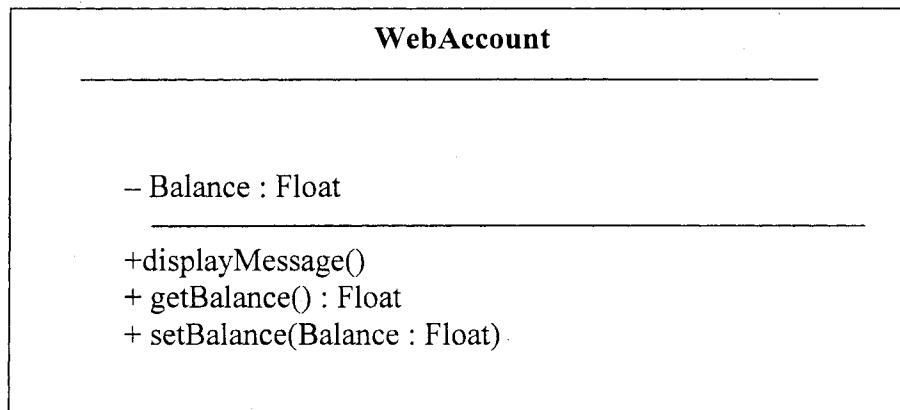 WebAccount
– Balance : Float
+displayMessage()
+ getBalance() : Float
+ setBalance(Balance : Float)